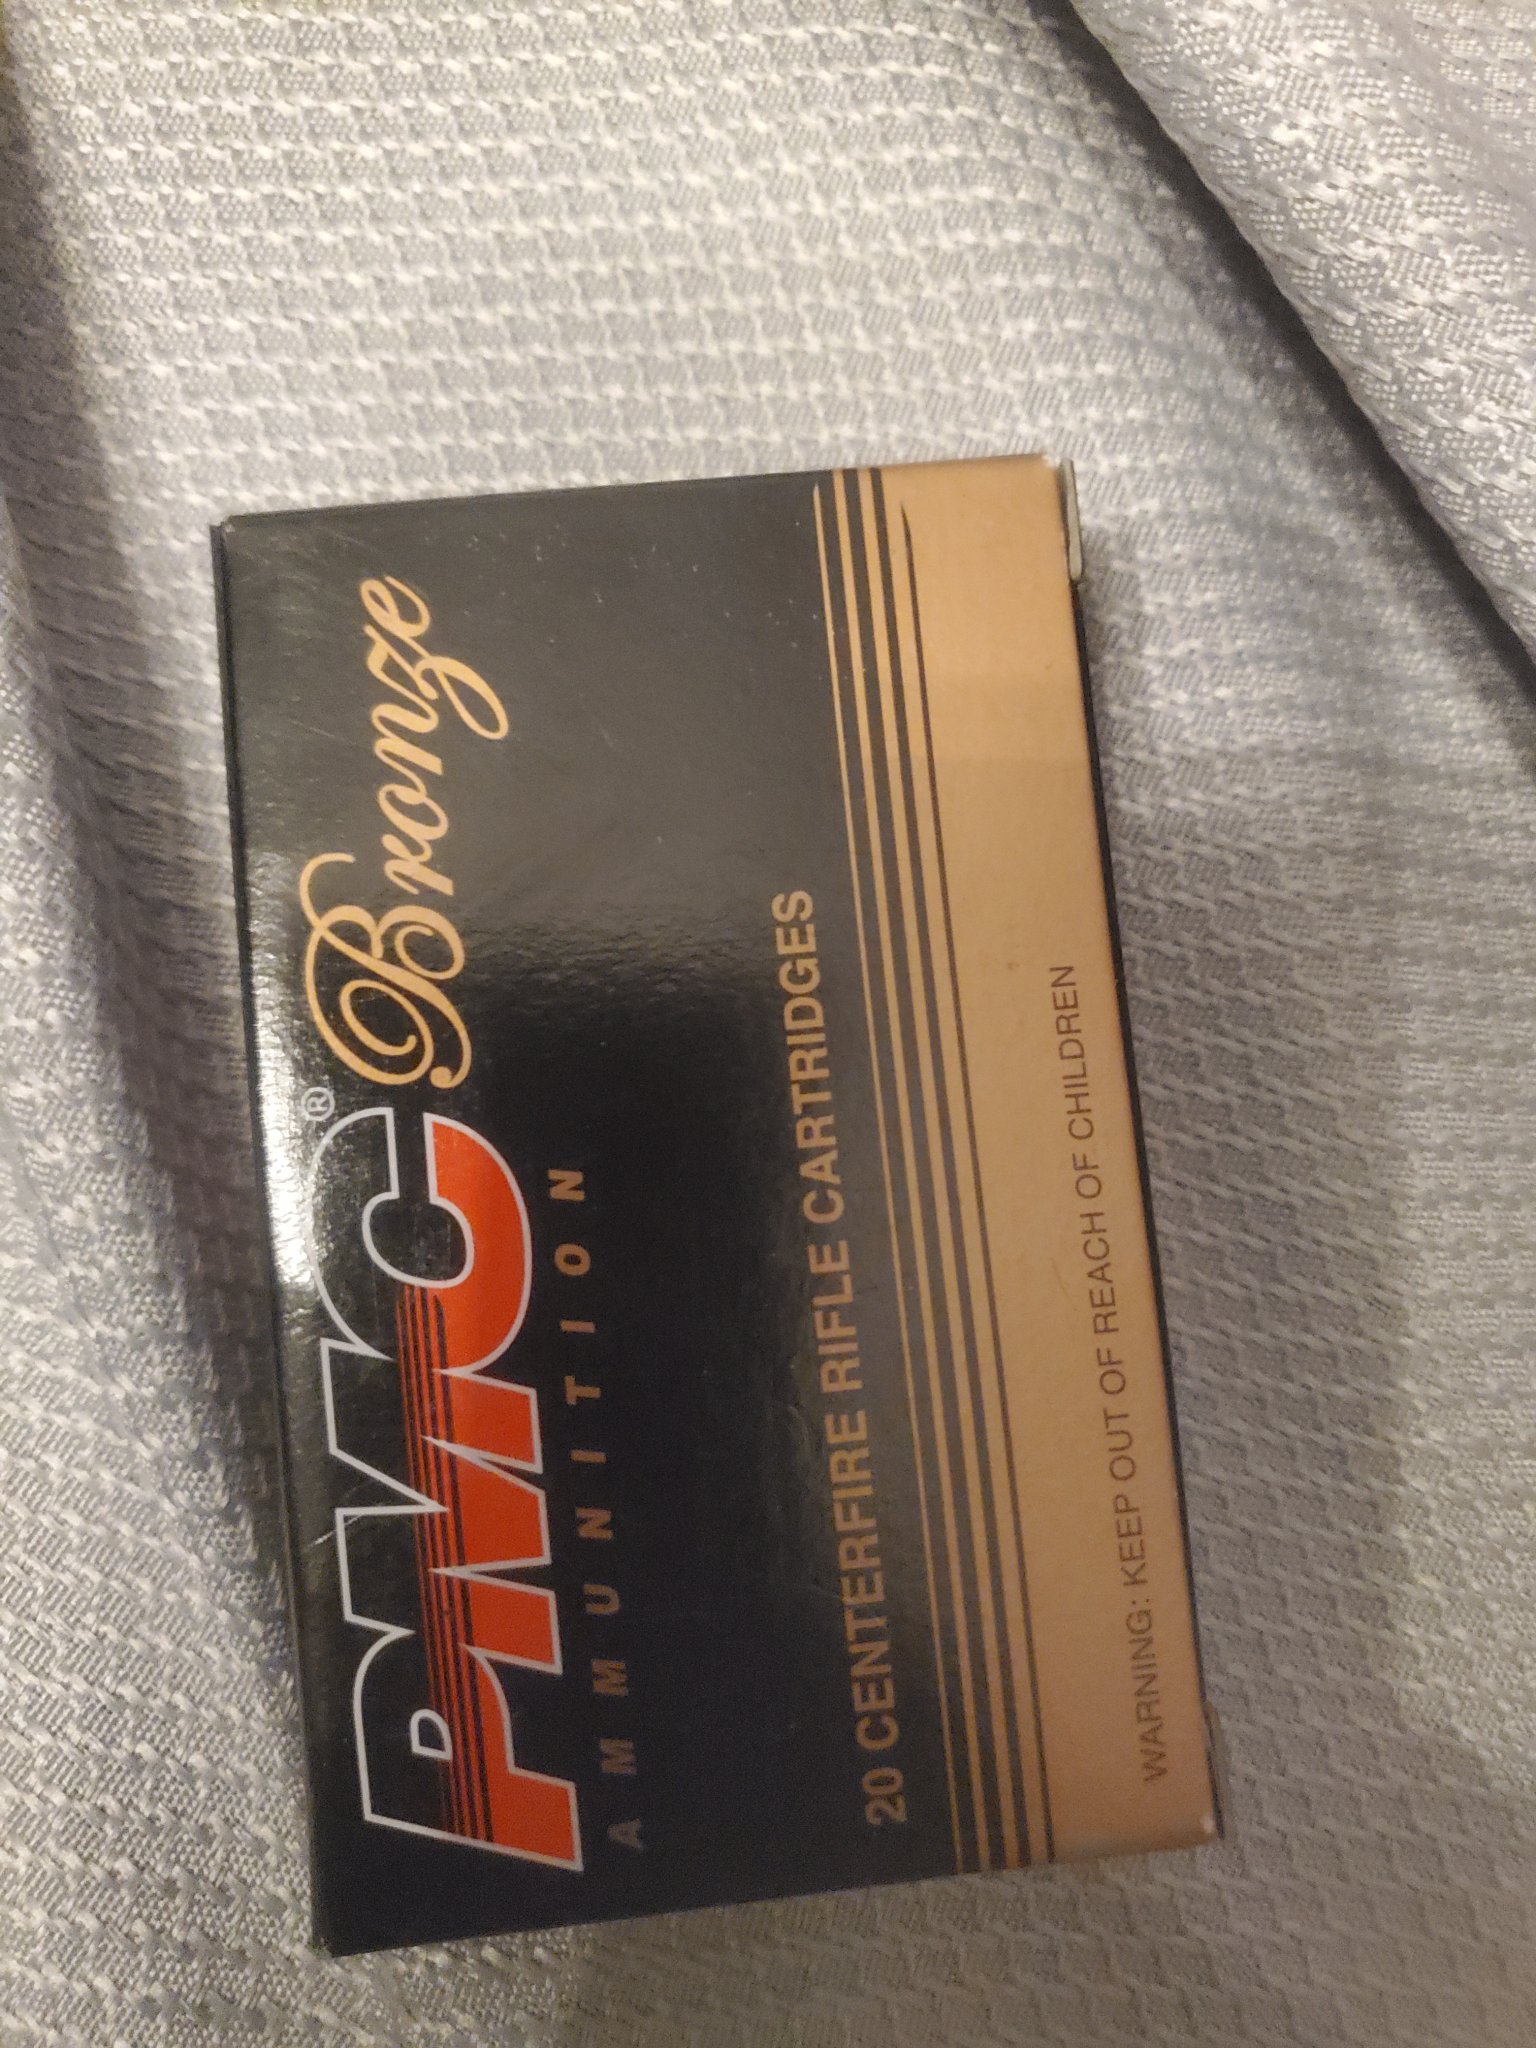 PMC® Bronze
AMMUNITION
20 CENTERFIRE RIFLE CARTRIDGES
WARNING: KEEP OUT OF REACH OF CHILDREN